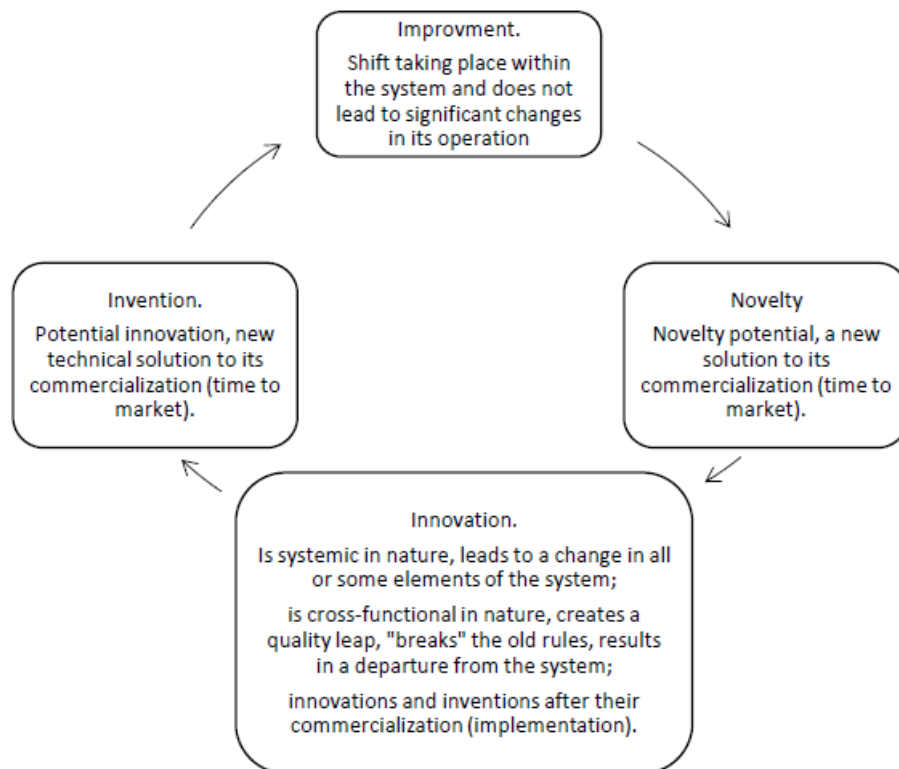 Improvment.
Shift taking place within
the system and does not
lead to significant changes
in its operation
Invention.
Potential innovation, new
technical solution to its
commercialization (time to
market).
Novelty
Novelty potential, a new
solution to its
commercialization (time to
market).
Innovation.
Is systemic in nature, leads to a change in all
or some elements of the system;
is cross-functional in nature, creates a
quality leap, "breaks" the old rules, results
in a departure from the system;
innovations and inventions after their
commercialization (implementation).